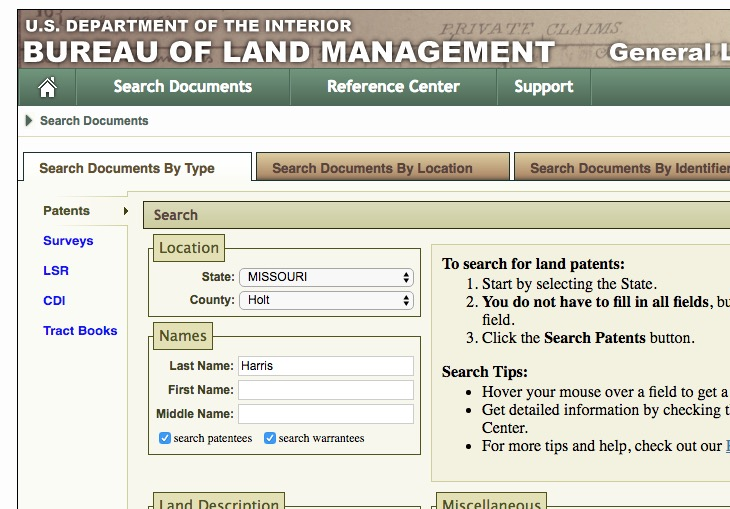 U.S. DEPARTMENT OF THE INTERIOR
PRIVATE CLAIMS
BUREAU OF LAND MANAGEMENT
General L
Search Documents Reference Center Support
Search Documents
Search Documents By Type Search Documents By Location Search Documents By Identifier
Patents
Surveys
LSR
CDI
Tract Books
Search
Location
State: MISSOURI
County: Holt
Names
Last Name: Harris
First Name:
Middle Name:
search patentees search warrantees
Land Description
To search for land patents:
1. Start by selecting the State.
2. You do not have to fill in all fields, bu
field.
3. Click the Search Patents button.
Search Tips:
• Hover your mouse over a field to get a
• Get detailed information by checking t
Center.
• For more tips and help, check out our
Miscellaneous